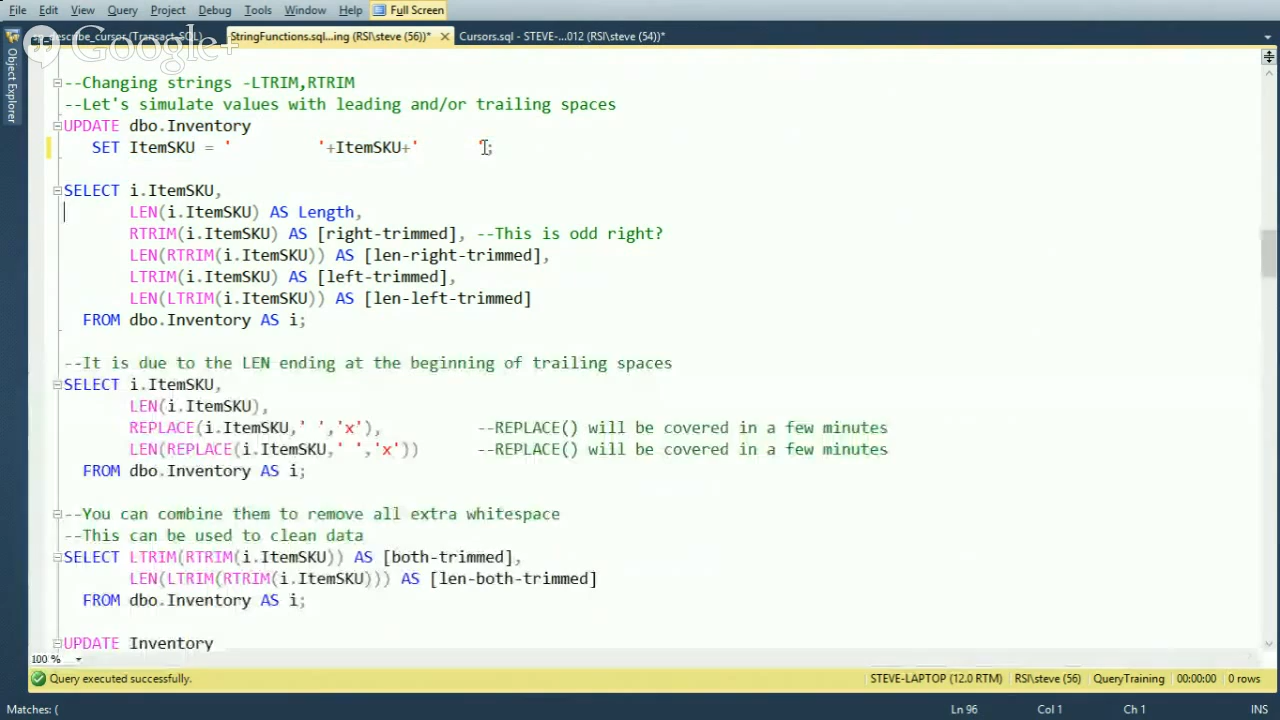 File Edit View Query Project Debug Tools Window Help Full Screen
sp_describe_cursor (Transact-SQL) StringFunctions.sql...ing (RSI\steve (56))* × Cursors.sql - STEVE-...012 (RSI\steve (54))*
Google+
Object Explorer
--Changing strings -LTRIM,RTRIM
--Let's simulate values with leading and/or trailing spaces
UPDATE dbo.Inventory
SET ItemSKU = '          '+ItemSKU+'       ';
SELECT i.ItemSKU,
LEN(i.ItemSKU) AS Length,
RTRIM(i.ItemSKU) AS [right-trimmed], --This is odd right?
LEN(RTRIM(i.ItemSKU)) AS [len-right-trimmed],
LTRIM(i.ItemSKU) AS [left-trimmed],
LEN(LTRIM(i.ItemSKU)) AS [len-left-trimmed]
FROM dbo.Inventory AS i;
--It is due to the LEN ending at the beginning of trailing spaces
SELECT i.ItemSKU,
LEN(i.ItemSKU),
REPLACE(i.ItemSKU,' ','x'), --REPLACE() will be covered in a few minutes
LEN(REPLACE(i.ItemSKU,' ','x')) --REPLACE() will be covered in a few minutes
FROM dbo.Inventory AS i;
--You can combine them to remove all extra whitespace
--This can be used to clean data
SELECT LTRIM(RTRIM(i.ItemSKU)) AS [both-trimmed],
LEN(LTRIM(RTRIM(i.ItemSKU))) AS [len-both-trimmed]
FROM dbo.Inventory AS i;
UPDATE Inventory
100 %
Query executed successfully. STEVE-LAPTOP (12.0 RTM) RSI\steve (56) QueryTraining 00:00:00 0 rows
Matches: ( Ln 96 Col 1 Ch 1 INS